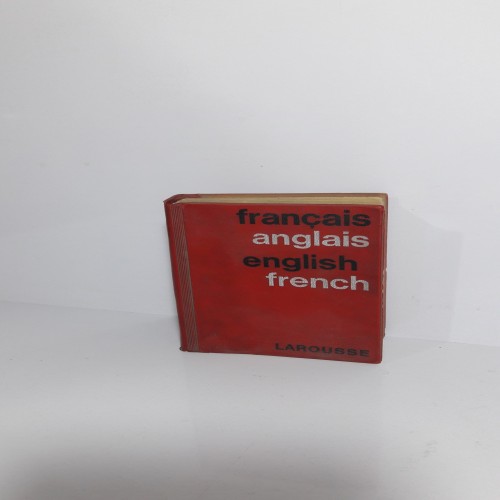 français
anglais
english
french
LAROUSSE